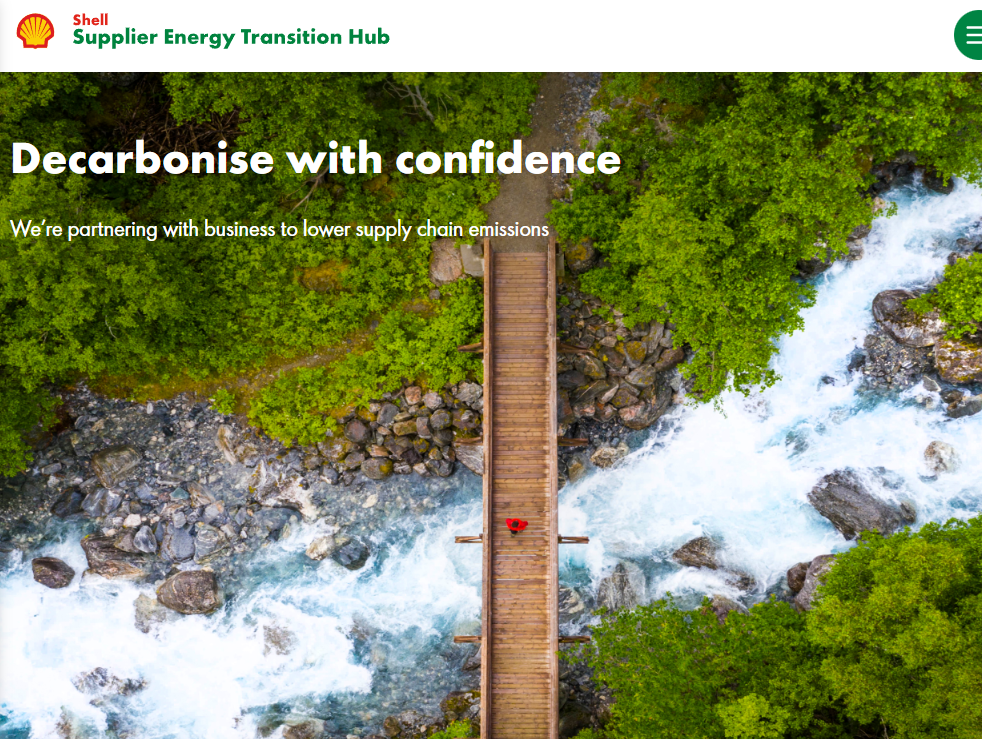 Shell
Supplier Energy Transition Hub
Decarbonise with confidence
We’re partnering with business to lower supply chain emissions